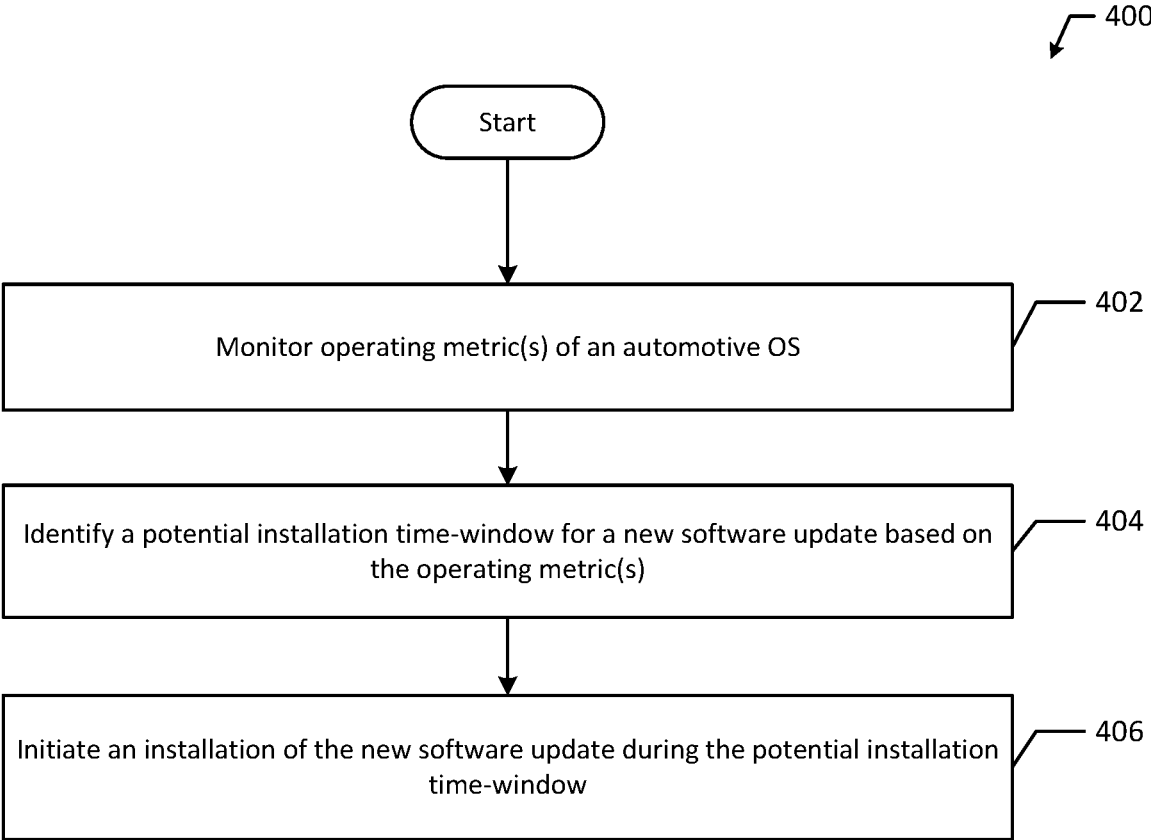 400
Start
402
Monitor operating metric(s) of an automotive OS
404
Identify a potential installation time-window for a new software update based on
the operating metric(s)
406
Initiate an installation of the new software update during the potential installation
time-window